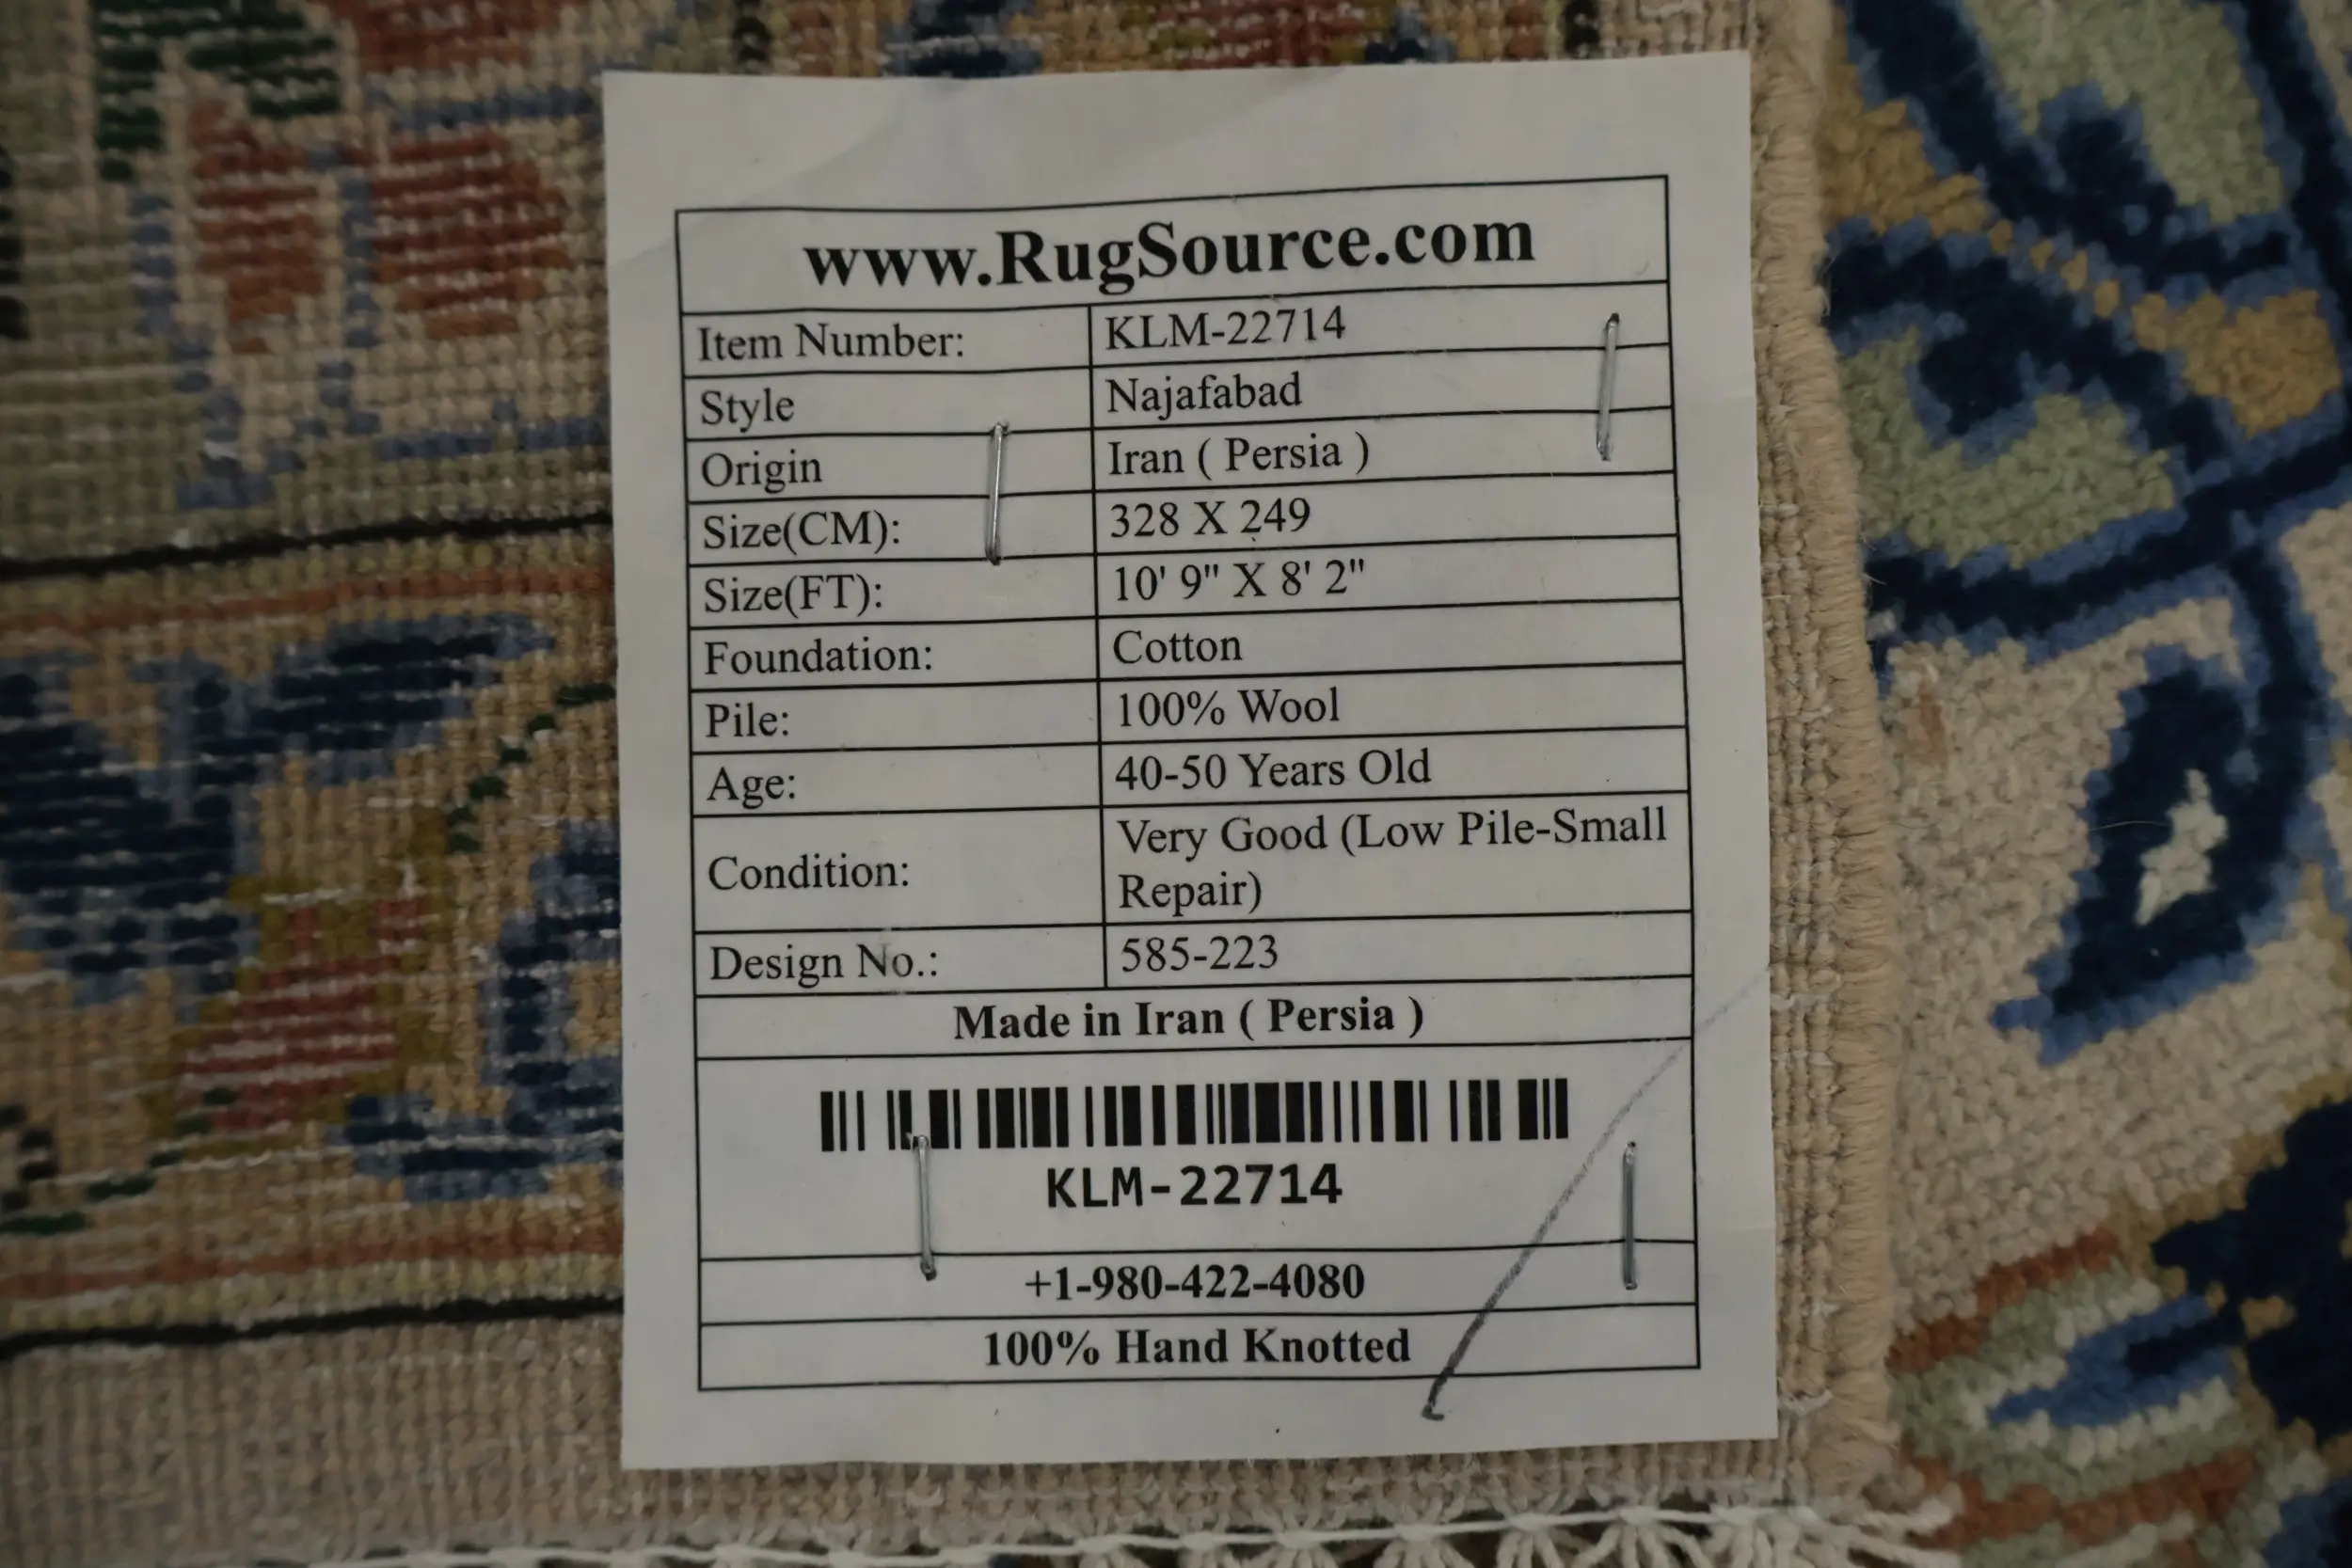 www.RugSource.com
Item Number: KLM-22714
Style Najafabad
Origin Iran ( Persia )
Size(CM): 328 X 249
Size(FT): 10' 9" X 8' 2"
Foundation: Cotton
Pile: 100% Wool
Age: 40-50 Years Old
Condition: Very Good (Low Pile-Small
Repair)
Design No.: 585-223
Made in Iran ( Persia )
KLM-22714
+1-980-422-4080
100% Hand Knotted